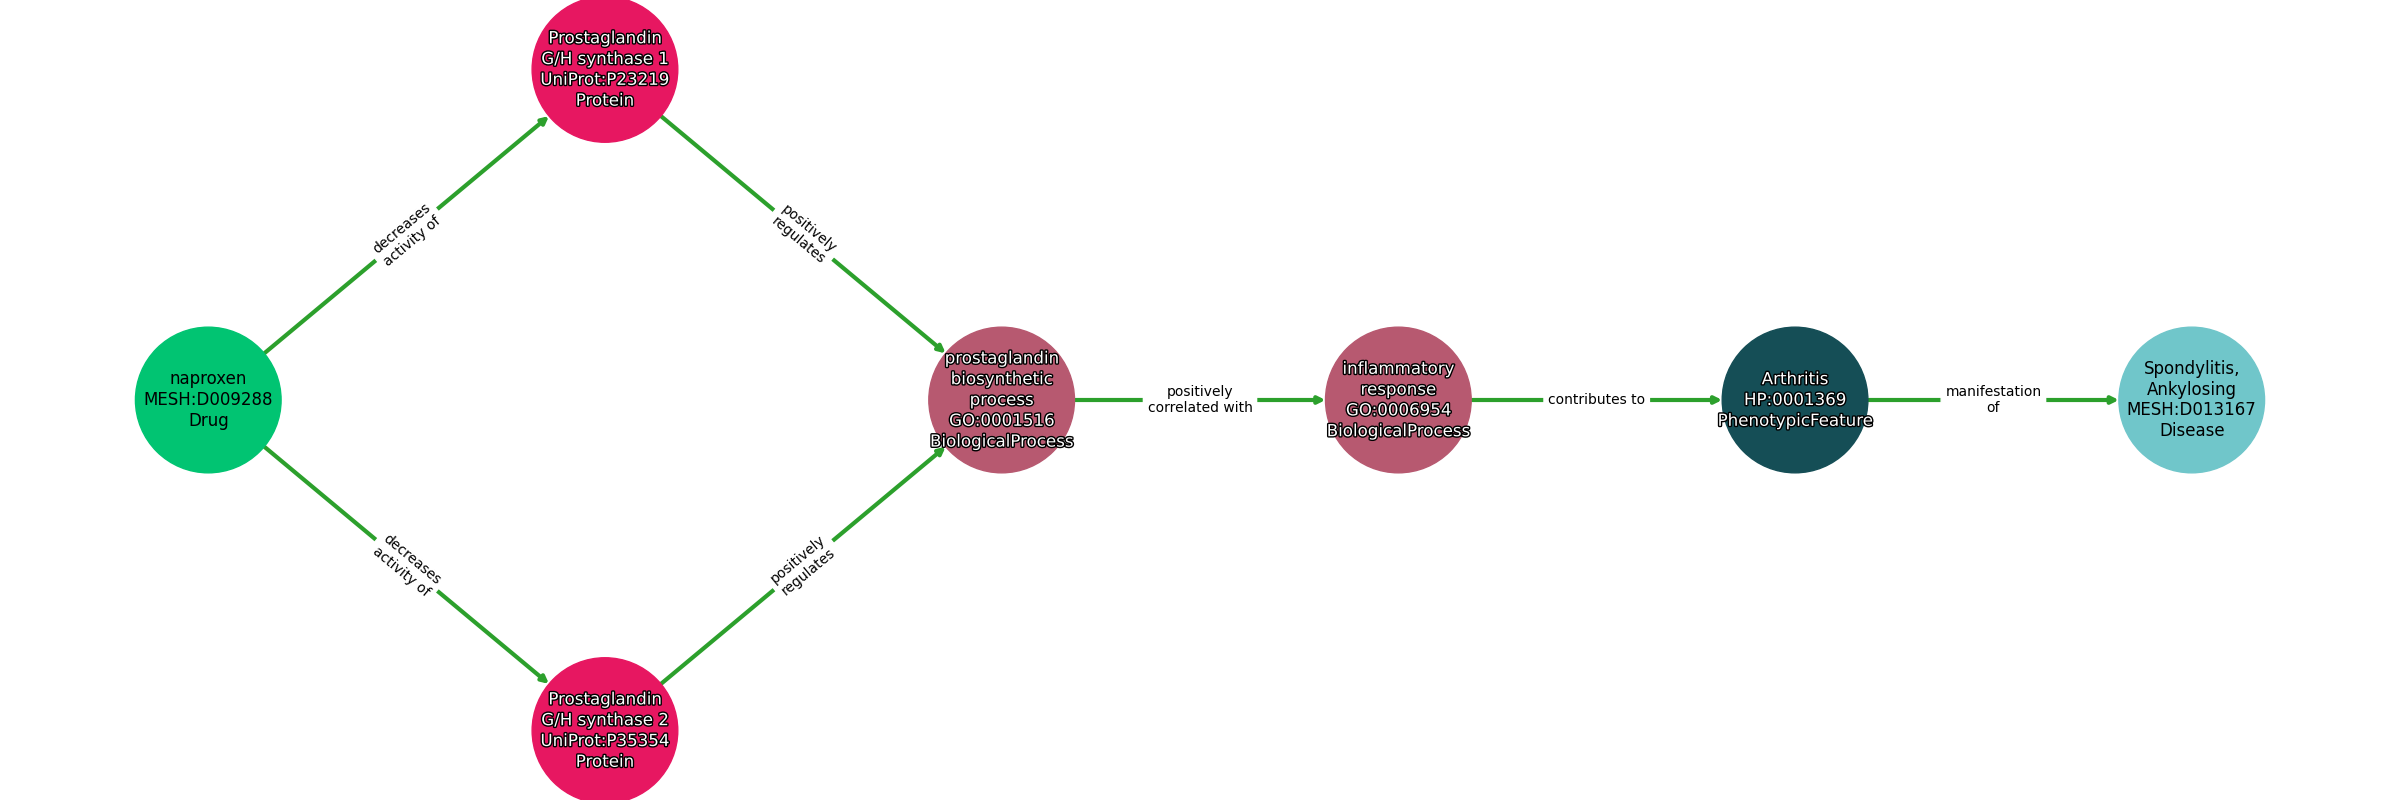 Prostaglandin
G/H synthase 1
UniProt:P23219
Protein
decreases
activity of
positively
regulates
naproxen
MESH:D009288
Drug
prostaglandin
biosynthetic
process
GO:0001516
BiologicalProcess
positively
correlated with
inflammatory
response
GO:0006954
BiologicalProcess
contributes to
Arthritis
HP:0001369
PhenotypicFeature
manifestation
of
Spondylitis,
Ankylosing
MESH:D013167
Disease
decreases
activity of
positively
regulates
Prostaglandin
G/H synthase 2
UniProt:P35354
Protein